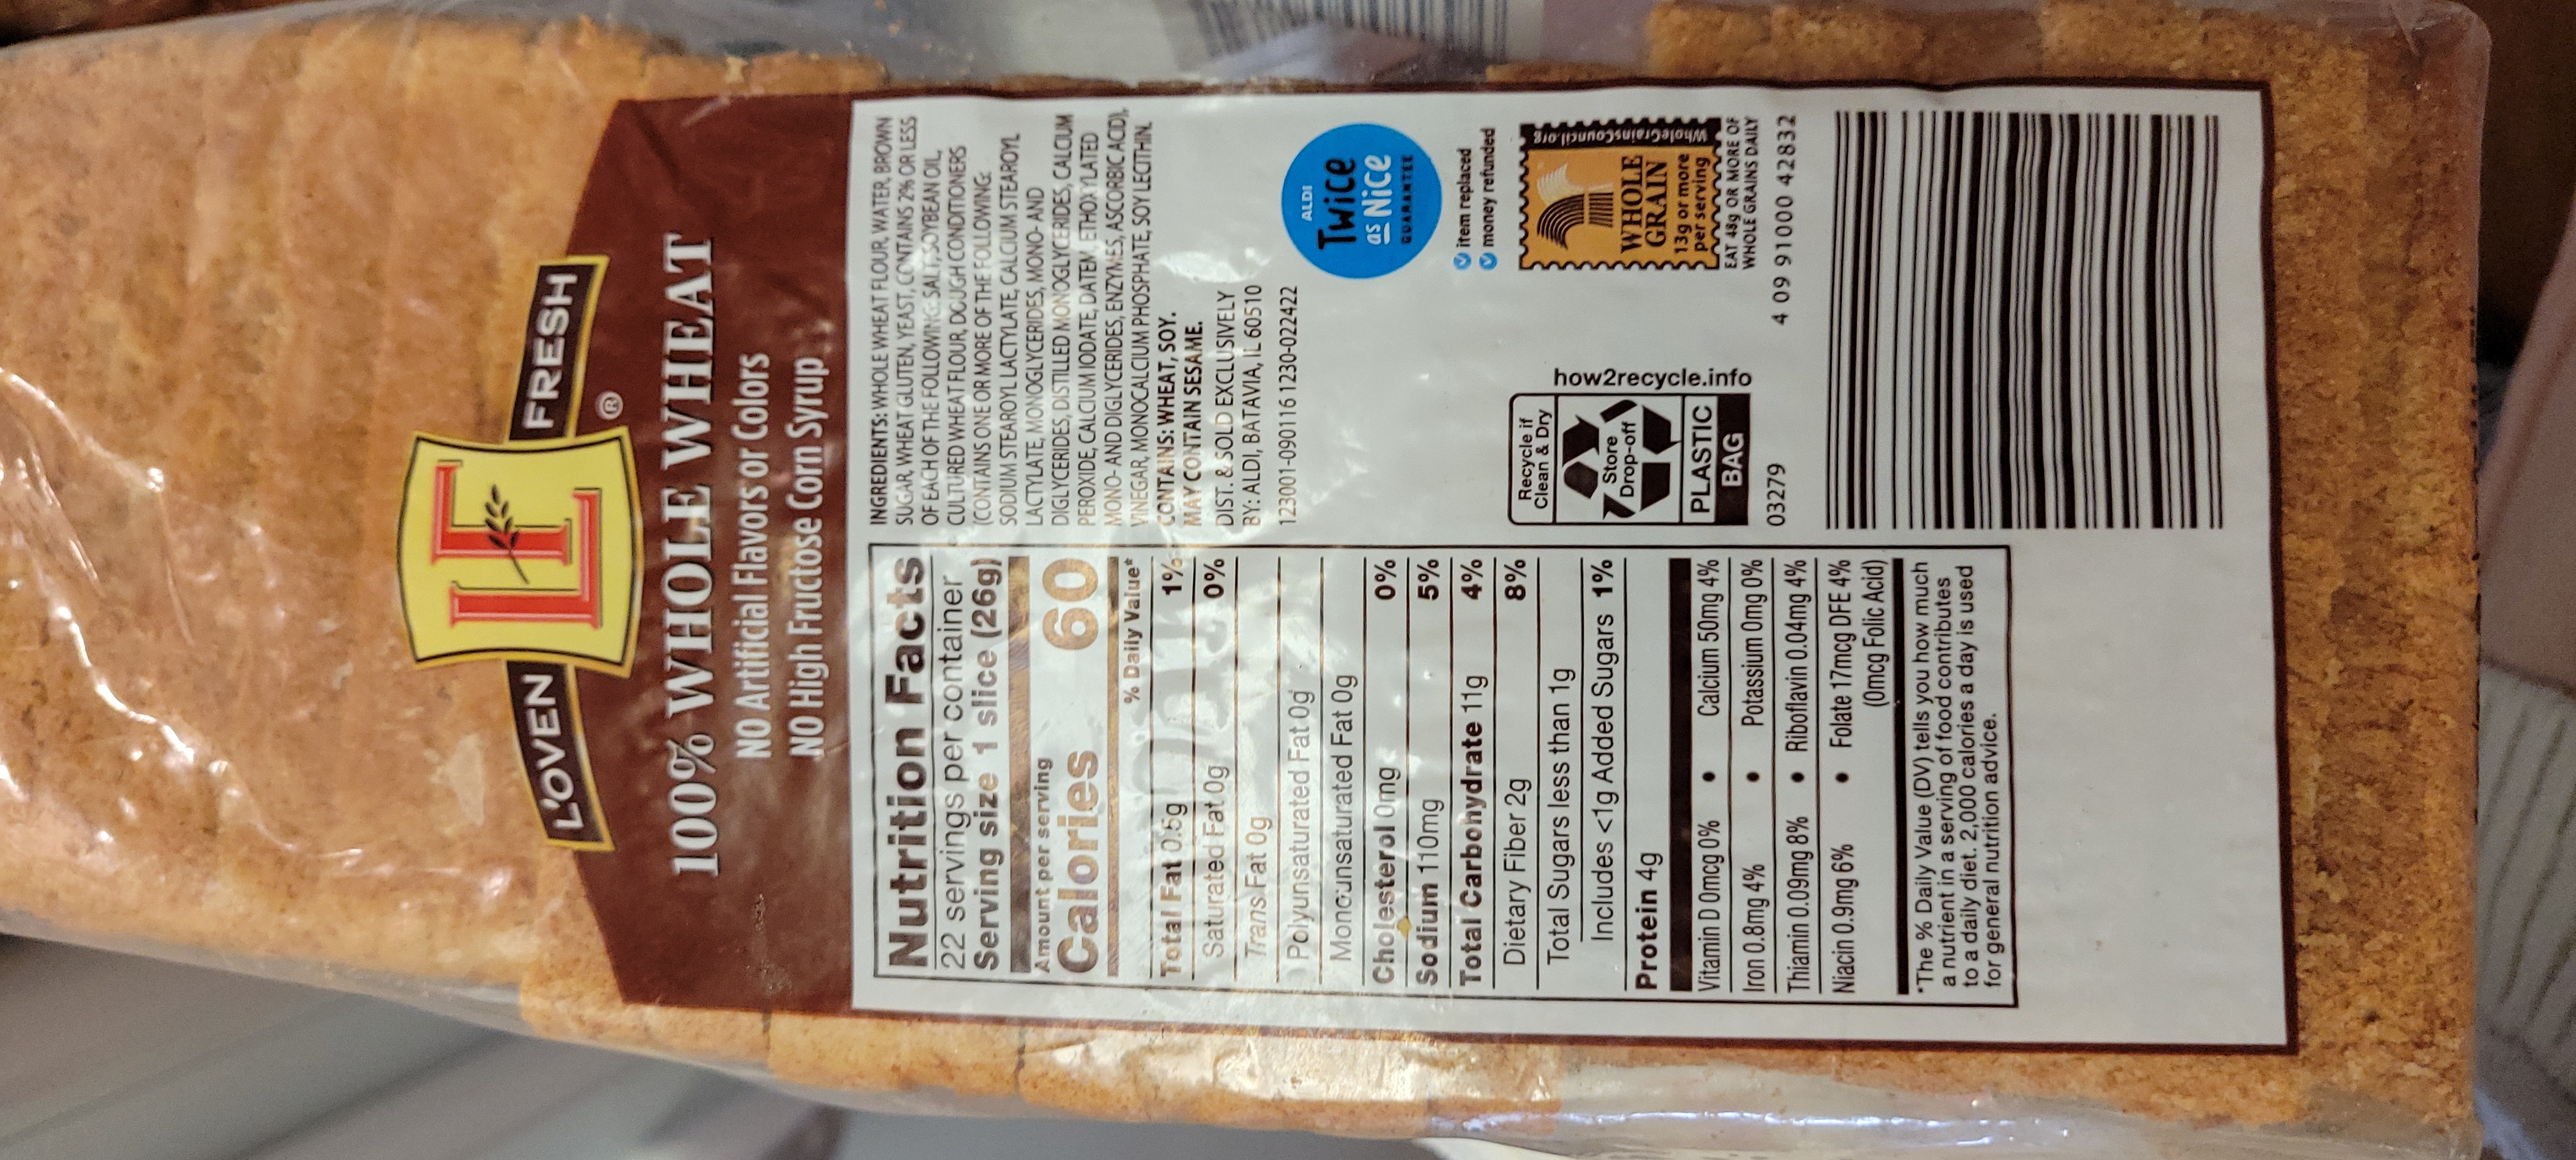 L'OVEN LF FRESH
®
100% WHOLE WHEAT
NO Artificial Flavors or Colors
NO High Fructose Corn Syrup
Nutrition Facts
22 servings per container
Serving size 1 slice (26g)
Amount per serving
Calories 60
% Daily Value*
Total Fat 0.5g 1%
Saturated Fat 0g 0%
Trans Fat 0g
Polyunsaturated Fat 0g
Monounsaturated Fat 0g
Cholesterol 0mg 0%
Sodium 110mg 5%
Total Carbohydrate 11g 4%
Dietary Fiber 2g 8%
Total Sugars less than 1g
Includes <1g Added Sugars 1%
Protein 4g
Vitamin D 0mcg 0% • Calcium 50mg 4%
Iron 0.8mg 4% • Potassium 0mg 0%
Thiamin 0.09mg 8% • Riboflavin 0.04mg 4%
Niacin 0.9mg 6% • Folate 17mcg DFE 4%
(0mcg Folic Acid)
*The % Daily Value (DV) tells you how much
a nutrient in a serving of food contributes
to a daily diet. 2,000 calories a day is used
for general nutrition advice.
INGREDIENTS: WHOLE WHEAT FLOUR, WATER, BROWN
SUGAR, WHEAT GLUTEN, YEAST, CONTAINS 2% OR LESS
OF EACH OF THE FOLLOWING: SALT, SOYBEAN OIL,
CULTURED WHEAT FLOUR, DOUGH CONDITIONERS
(CONTAINS ONE OR MORE OF THE FOLLOWING:
SODIUM STEAROYL LACTYLATE, CALCIUM STEAROYL
LACTYLATE, MONOGLYCERIDES, MONO- AND
DIGLYCERIDES, DISTILLED MONOGLYCERIDES, CALCIUM
PEROXIDE, CALCIUM IODATE, DATEM, ETHOXYLATED
MONO- AND DIGLYCERIDES, ENZYMES, ASCORBIC ACID),
VINEGAR, MONOCALCIUM PHOSPHATE, SOY LECITHIN.
CONTAINS: WHEAT, SOY.
MAY CONTAIN SESAME.
DIST. & SOLD EXCLUSIVELY
BY: ALDI, BATAVIA, IL 60510
123001-090116 1230-022422
ALDI
Twice
as Nice
GUARANTEE
item replaced
money refunded
Recycle if
Clean & Dry
Store
Drop-off
PLASTIC
BAG
how2recycle.info
WHOLE
GRAIN
13g or more
per serving
WholeGrainsCouncil.org
EAT 48g OR MORE OF
WHOLE GRAINS DAILY
03279
4 09 91000 42832